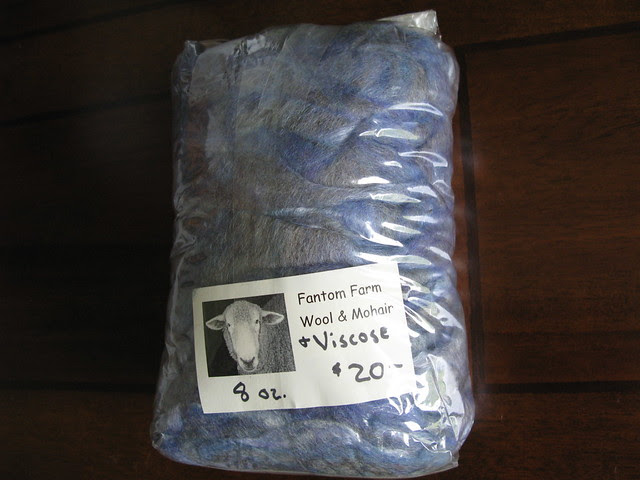 Fantom Farm
Wool & Mohair
+ Viscose
$20-
8 oz.